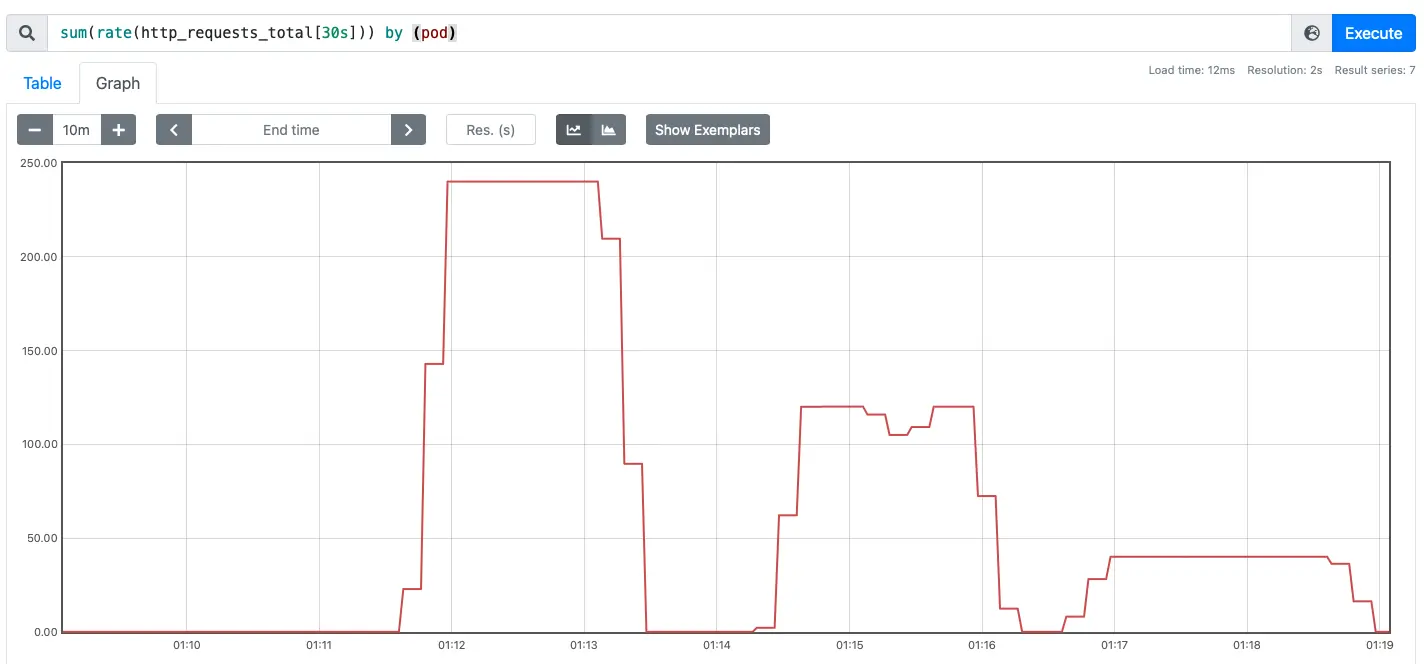 sum(rate(http_requests_total[30s])) by (pod)
Execute
Load time: 12ms Resolution: 2s Result series: 7
Table Graph
10m End time Res. (s) Show Exemplars
250.00
200.00
150.00
100.00
50.00
0.00
01:10 01:11 01:12 01:13 01:14 01:15 01:16 01:17 01:18 01:19